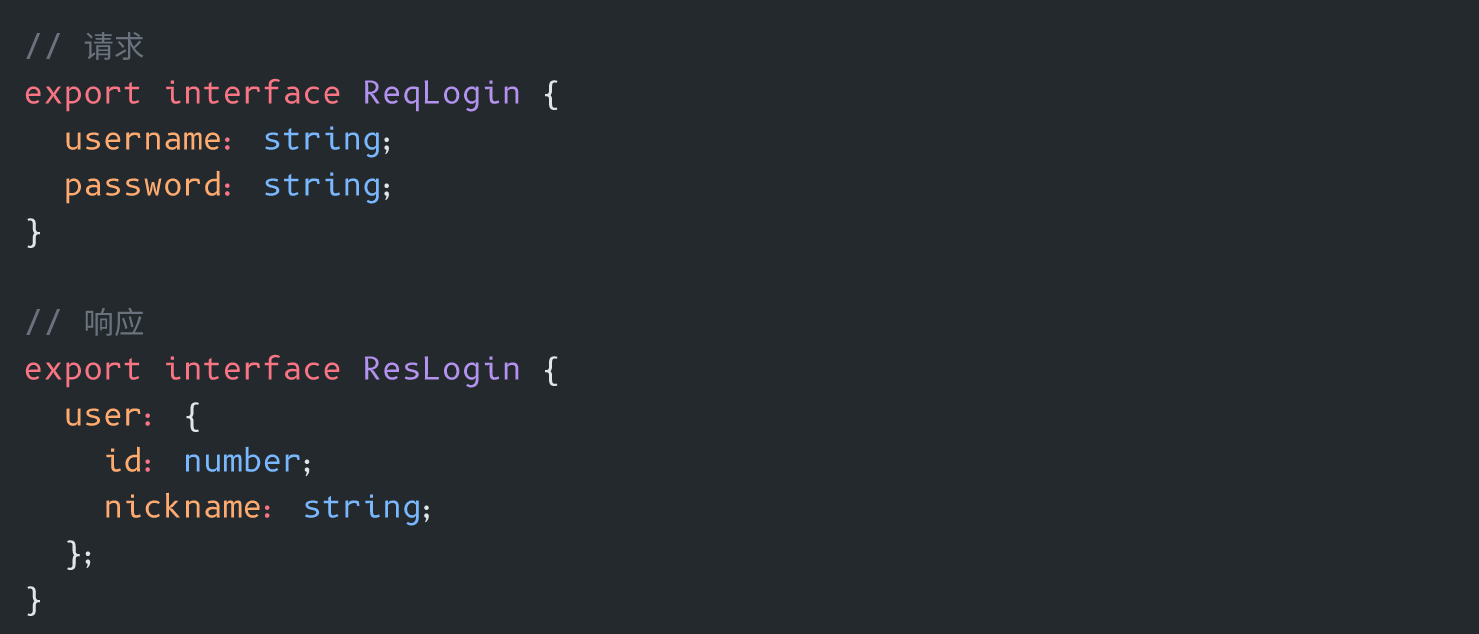 // 请求
export interface ReqLogin {
  username: string;
  password: string;
}

// 响应
export interface ResLogin {
  user: {
    id: number;
    nickname: string;
  };
}